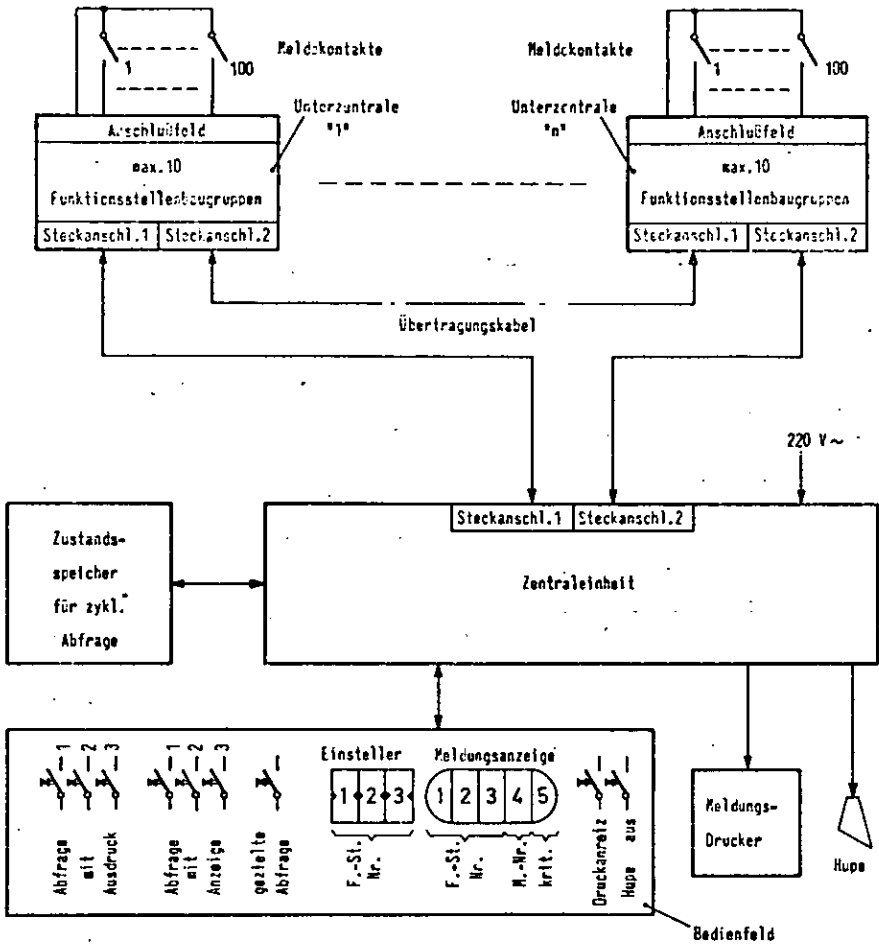 Meldekontakte
Meldekontakte
1
100
1
100
Unterzentrale
"1"
Unterzentrale
"n"
Anschlußfeld
max.10
Funktionsstellenbaugruppen
Steckanschl.1 Steckanschl.2
Anschlußfeld
max.10
Funktionsstellenbaugruppen
Steckanschl.1 Steckanschl.2
Übertragungskabel
220 V ~
Steckanschl.1 Steckanschl.2
Zentraleinheit
Zustands-
speicher
für zykl.
Abfrage
1 2 3
Abfrage
mit
Ausdruck
1 2 3
Abfrage
mit
Anzeige
gezielte
Abfrage
Einsteller
1 2 3
F.-St.
Nr.
Meldungsanzeige
1 2 3 4 5
F.-St.
Nr.
M.-Nr.
krit.
Druckanreiz
Hupe aus
Meldungs-
Drucker
Hupe
Bedienfeld